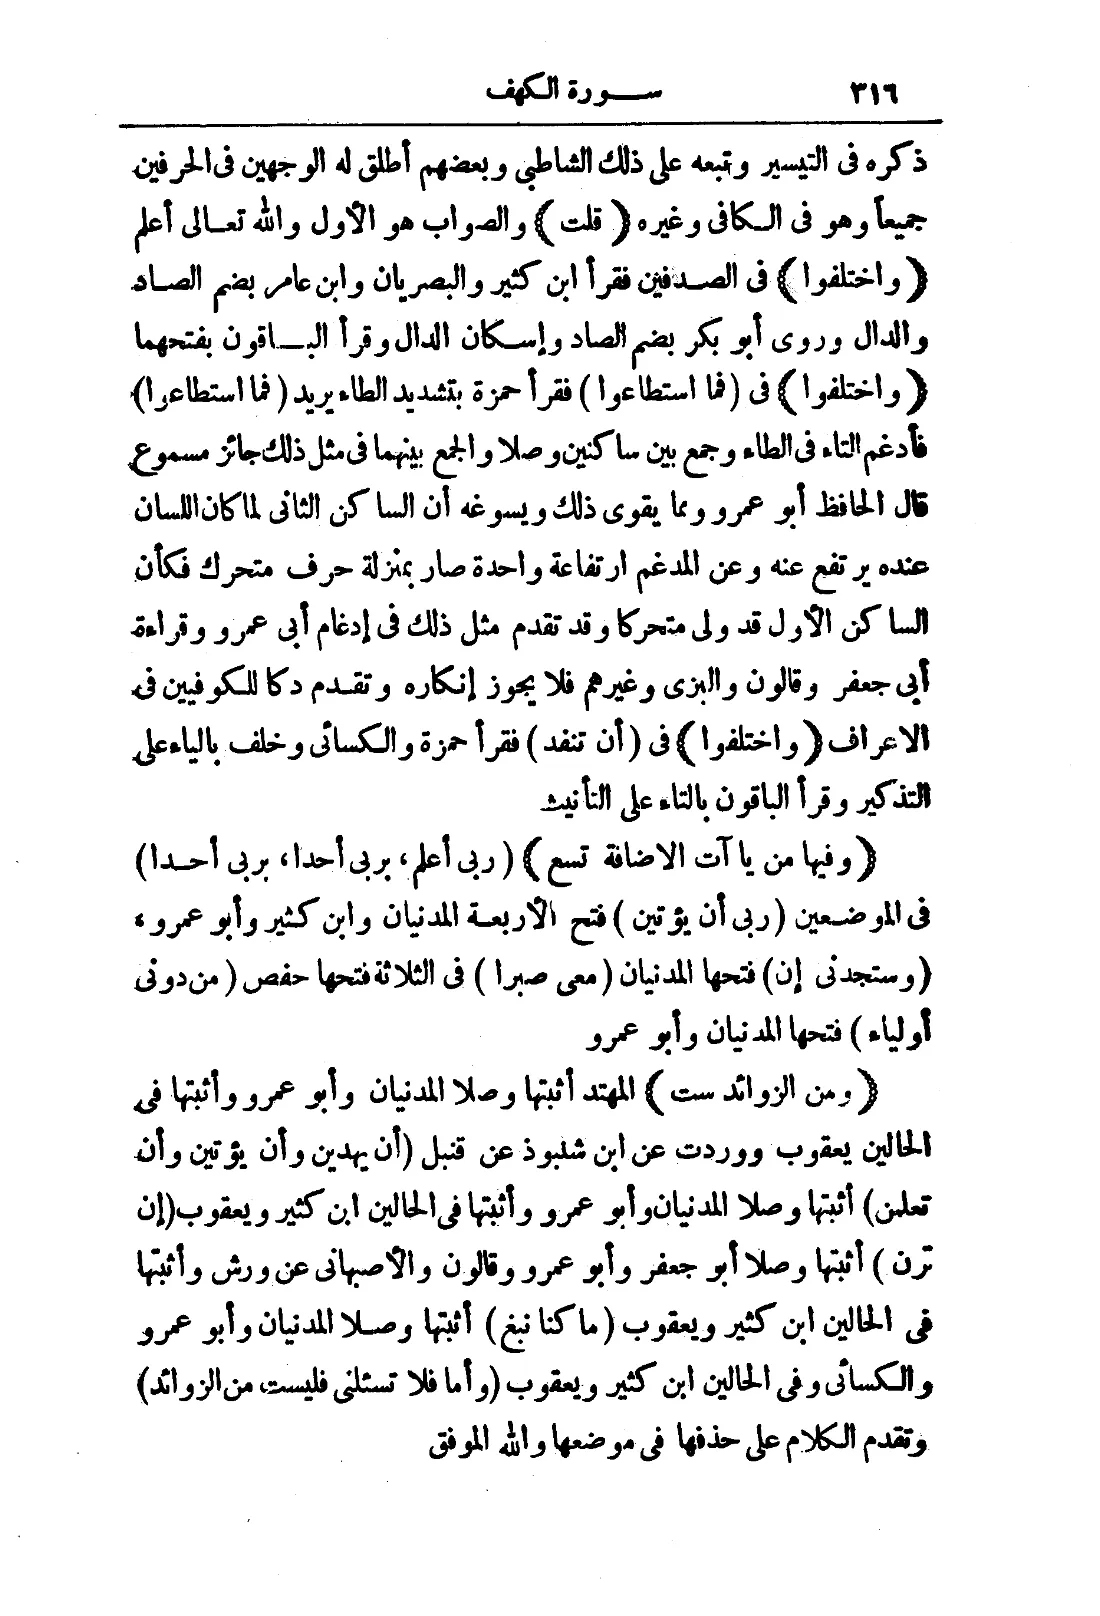 ٣١٦ ســورة الكهف
ذكره فى التيسير وتبعه على ذلك الشاطبي وبعضهم أطلق له الوجهين فى الحرفين
جميعاً وهو فى الكافى وغيره ﴿قلت﴾ والصواب هو الأول والله تعالى أعلم
﴿واختلفوا﴾ فى الصدفين فقرأ ابن كثير والبصريان وابن عامر بضم الصاد
والدال وروى أبو بكر بضم الصاد وإسكان الدال وقرأ الباقون بفتحهما
﴿واختلفوا﴾ فى (فما استطاعوا) فقرأ حمزة بتشديد الطاء يريد (فما استطاعوا)
فأدغم التاء فى الطاء وجمع بين ساكنين وصلا والجمع بينهما فى مثل ذلك جائز مسموع
قال الحافظ أبو عمرو ومما يقوى ذلك ويسوغه أن الساكن الثانى لما كان اللسان
عنده يرتفع عنه وعن المدغم ارتفاعة واحدة صار بمنزلة حرف متحرك فكأن
الساكن الأول قد ولى متحركا وقد تقدم مثل ذلك فى إدغام أبى عمرو وقراءة
أبى جعفر وقالون والبزى وغيرهم فلا يجوز إنكاره وتقدم دكا للكوفيين فى
الاعراف ﴿واختلفوا﴾ فى (أن تنفد) فقرأ حمزة والكسائى وخلف بالياء على
التذكير وقرأ الباقون بالتاء على التأنيث
﴿وفيها من ياآت الاضافة تسع﴾ (ربى أعلم، بربى أحدا، بربى أحدا)
فى الموضعين (ربى أن يؤتين) فتح الأربعة المدنيان وابن كثير وأبو عمرو،
(وستجدنى إن) فتحها المدنيان (معى صبرا) فى الثلاثة فتحها حفص (من دونى
أولياء) فتحها المدنيان وأبو عمرو
﴿ومن الزوائد ست﴾ المهتد أثبتها وصلا المدنيان وأبو عمرو وأثبتها فى
الحالين يعقوب ووردت عن ابن شنبوذ عن قنبل (أن يهدين وأن يؤتين وأن
تعلمن) أثبتها وصلا المدنيان وأبو عمرو وأثبتها فى الحالين ابن كثير ويعقوب (إن
ترن) أثبتها وصلا أبو جعفر وأبو عمرو وقالون والأصبهانى عن ورش وأثبتها
فى الحالين ابن كثير ويعقوب (ما كنا نبغ) أثبتها وصلا المدنيان وأبو عمرو
والكسائى وفى الحالين ابن كثير ويعقوب (وأما فلا تسئلنى فليست من الزوائد)
وتقدم الكلام على حذفها فى موضعها والله الموفق